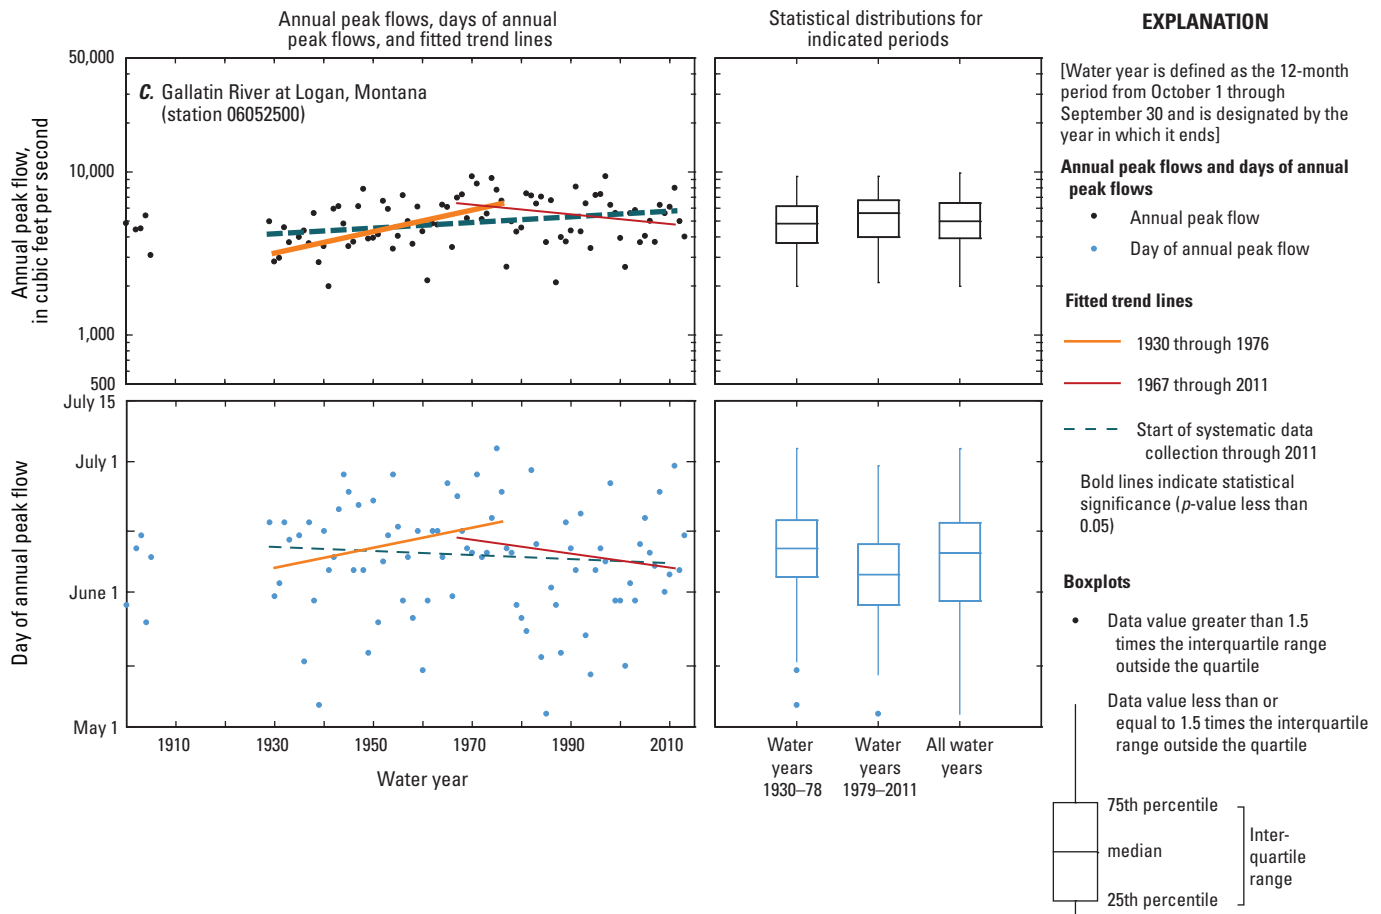 Annual peak flows, days of annual
peak flows, and fitted trend lines
Statistical distributions for
indicated periods
C. Gallatin River at Logan, Montana
(station 06052500)
Annual peak flow,
in cubic feet per second
50,000
10,000
1,000
500
Day of annual peak flow
July 15
July 1
June 1
May 1
1910
1930
1950
1970
1990
2010
Water year
Water
years
1930–78
Water
years
1979–2011
All water
years
EXPLANATION
[Water year is defined as the 12-month
period from October 1 through
September 30 and is designated by the
year in which it ends]
Annual peak flows and days of annual
peak flows
Annual peak flow
Day of annual peak flow
Fitted trend lines
1930 through 1976
1967 through 2011
Start of systematic data
collection through 2011
Bold lines indicate statistical
significance (p-value less than
0.05)
Boxplots
Data value greater than 1.5
times the interquartile range
outside the quartile
Data value less than or
equal to 1.5 times the interquartile
range outside the quartile
75th percentile
median
25th percentile
Inter-
quartile
range